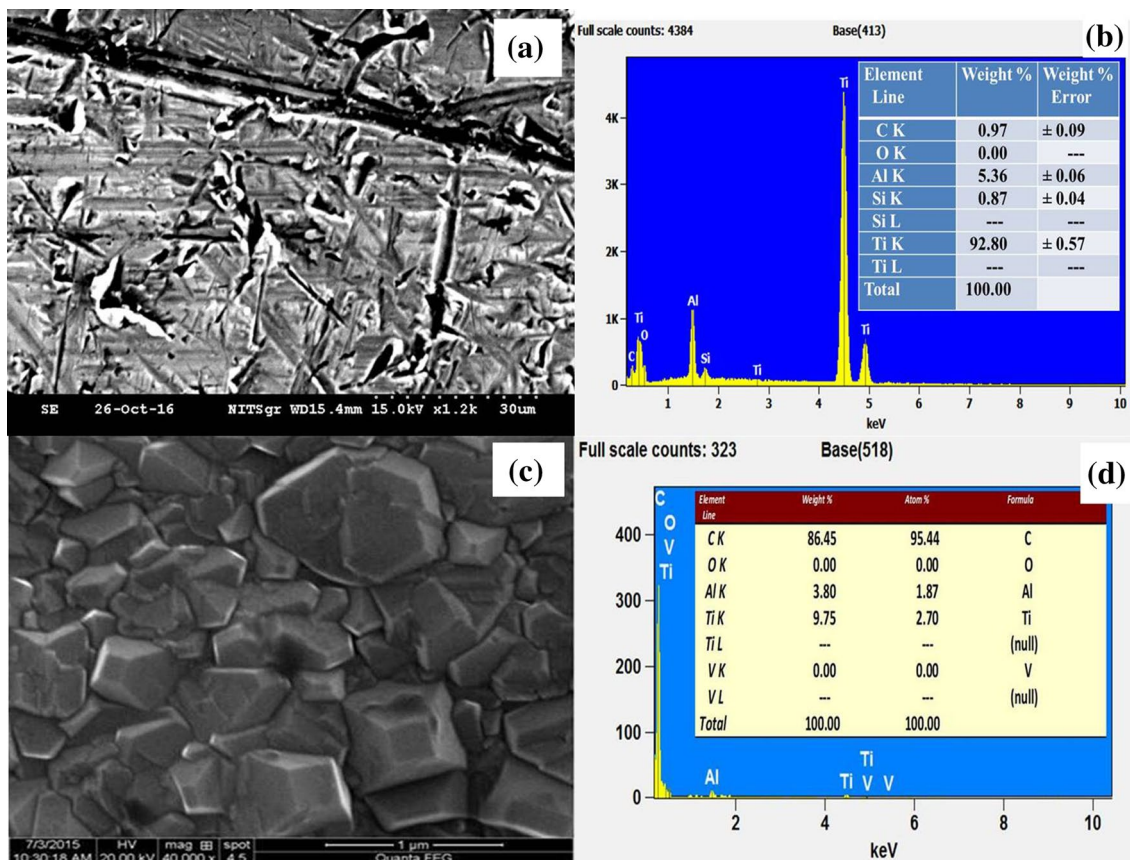 (a)
SE 26-Oct-16 NITSgr WD15.4mm 15.0kV x1.2k 30um
Full scale counts: 4384 Base(413)
(b)
Element Line Weight % Weight % Error
C K 0.97 ± 0.09
O K 0.00 ---
Al K 5.36 ± 0.06
Si K 0.87 ± 0.04
Si L --- ---
Ti K 92.80 ± 0.57
Ti L --- ---
Total 100.00
4K
3K
2K
1K
0
C Ti O Al Si Ti Ti Ti
1 2 3 4 5 6 7 8 9 10
keV
(c)
7/3/2015 HV mag spot 1 µm
10:30:18 AM 20.00 kV 40,000 x 4.5 Quanta FEG
Full scale counts: 323 Base(518)
(d)
Element Line Weight % Atom % Formula
C K 86.45 95.44 C
O K 0.00 0.00 O
Al K 3.80 1.87 Al
Ti K 9.75 2.70 Ti
Ti L --- --- (null)
V K 0.00 0.00 V
V L --- --- (null)
Total 100.00 100.00
400
300
200
100
0
C
O
V
Ti
Al
Ti
Ti
V V
2 4 6 8 10
keV